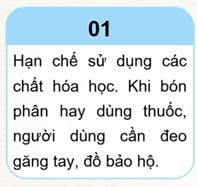 01
Hạn chế sử dụng các
chất hóa học. Khi bón
phân hay dùng thuốc,
người dùng cần đeo
găng tay, đồ bảo hộ.